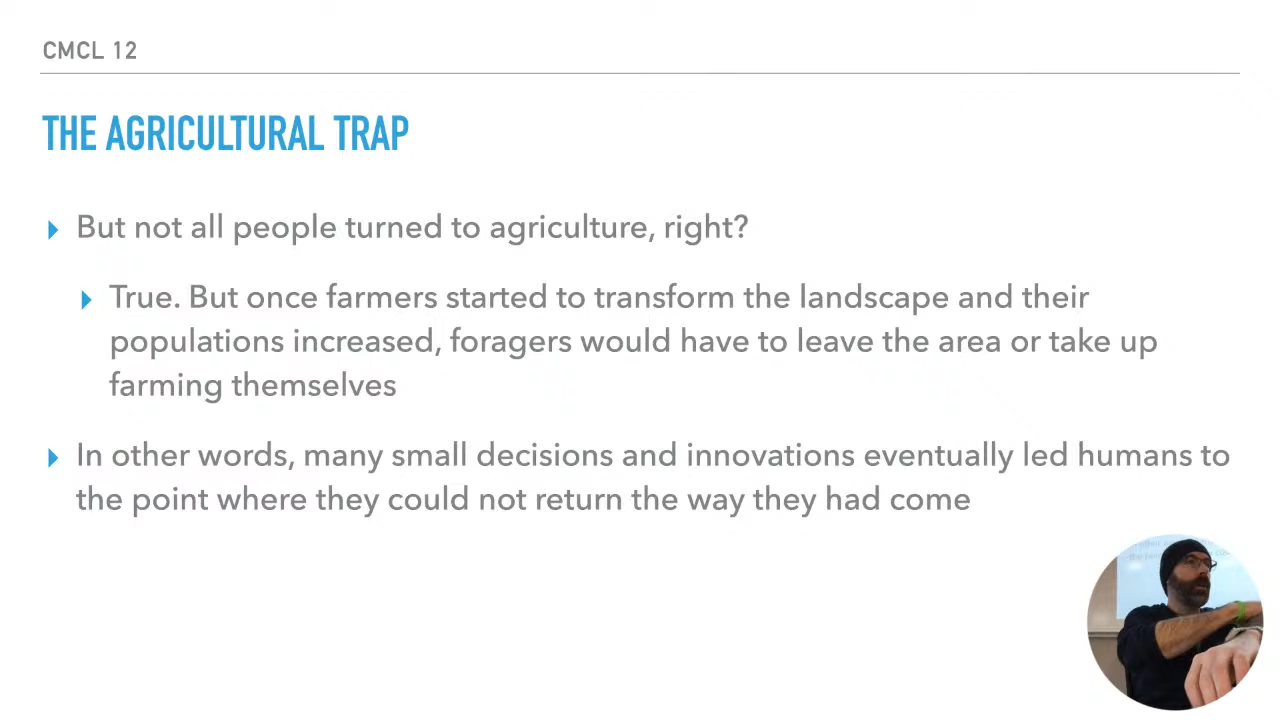 CMCL 12
THE AGRICULTURAL TRAP
But not all people turned to agriculture, right?
True. But once farmers started to transform the landscape and their
populations increased, foragers would have to leave the area or take up
farming themselves
In other words, many small decisions and innovations eventually led humans to
the point where they could not return the way they had come